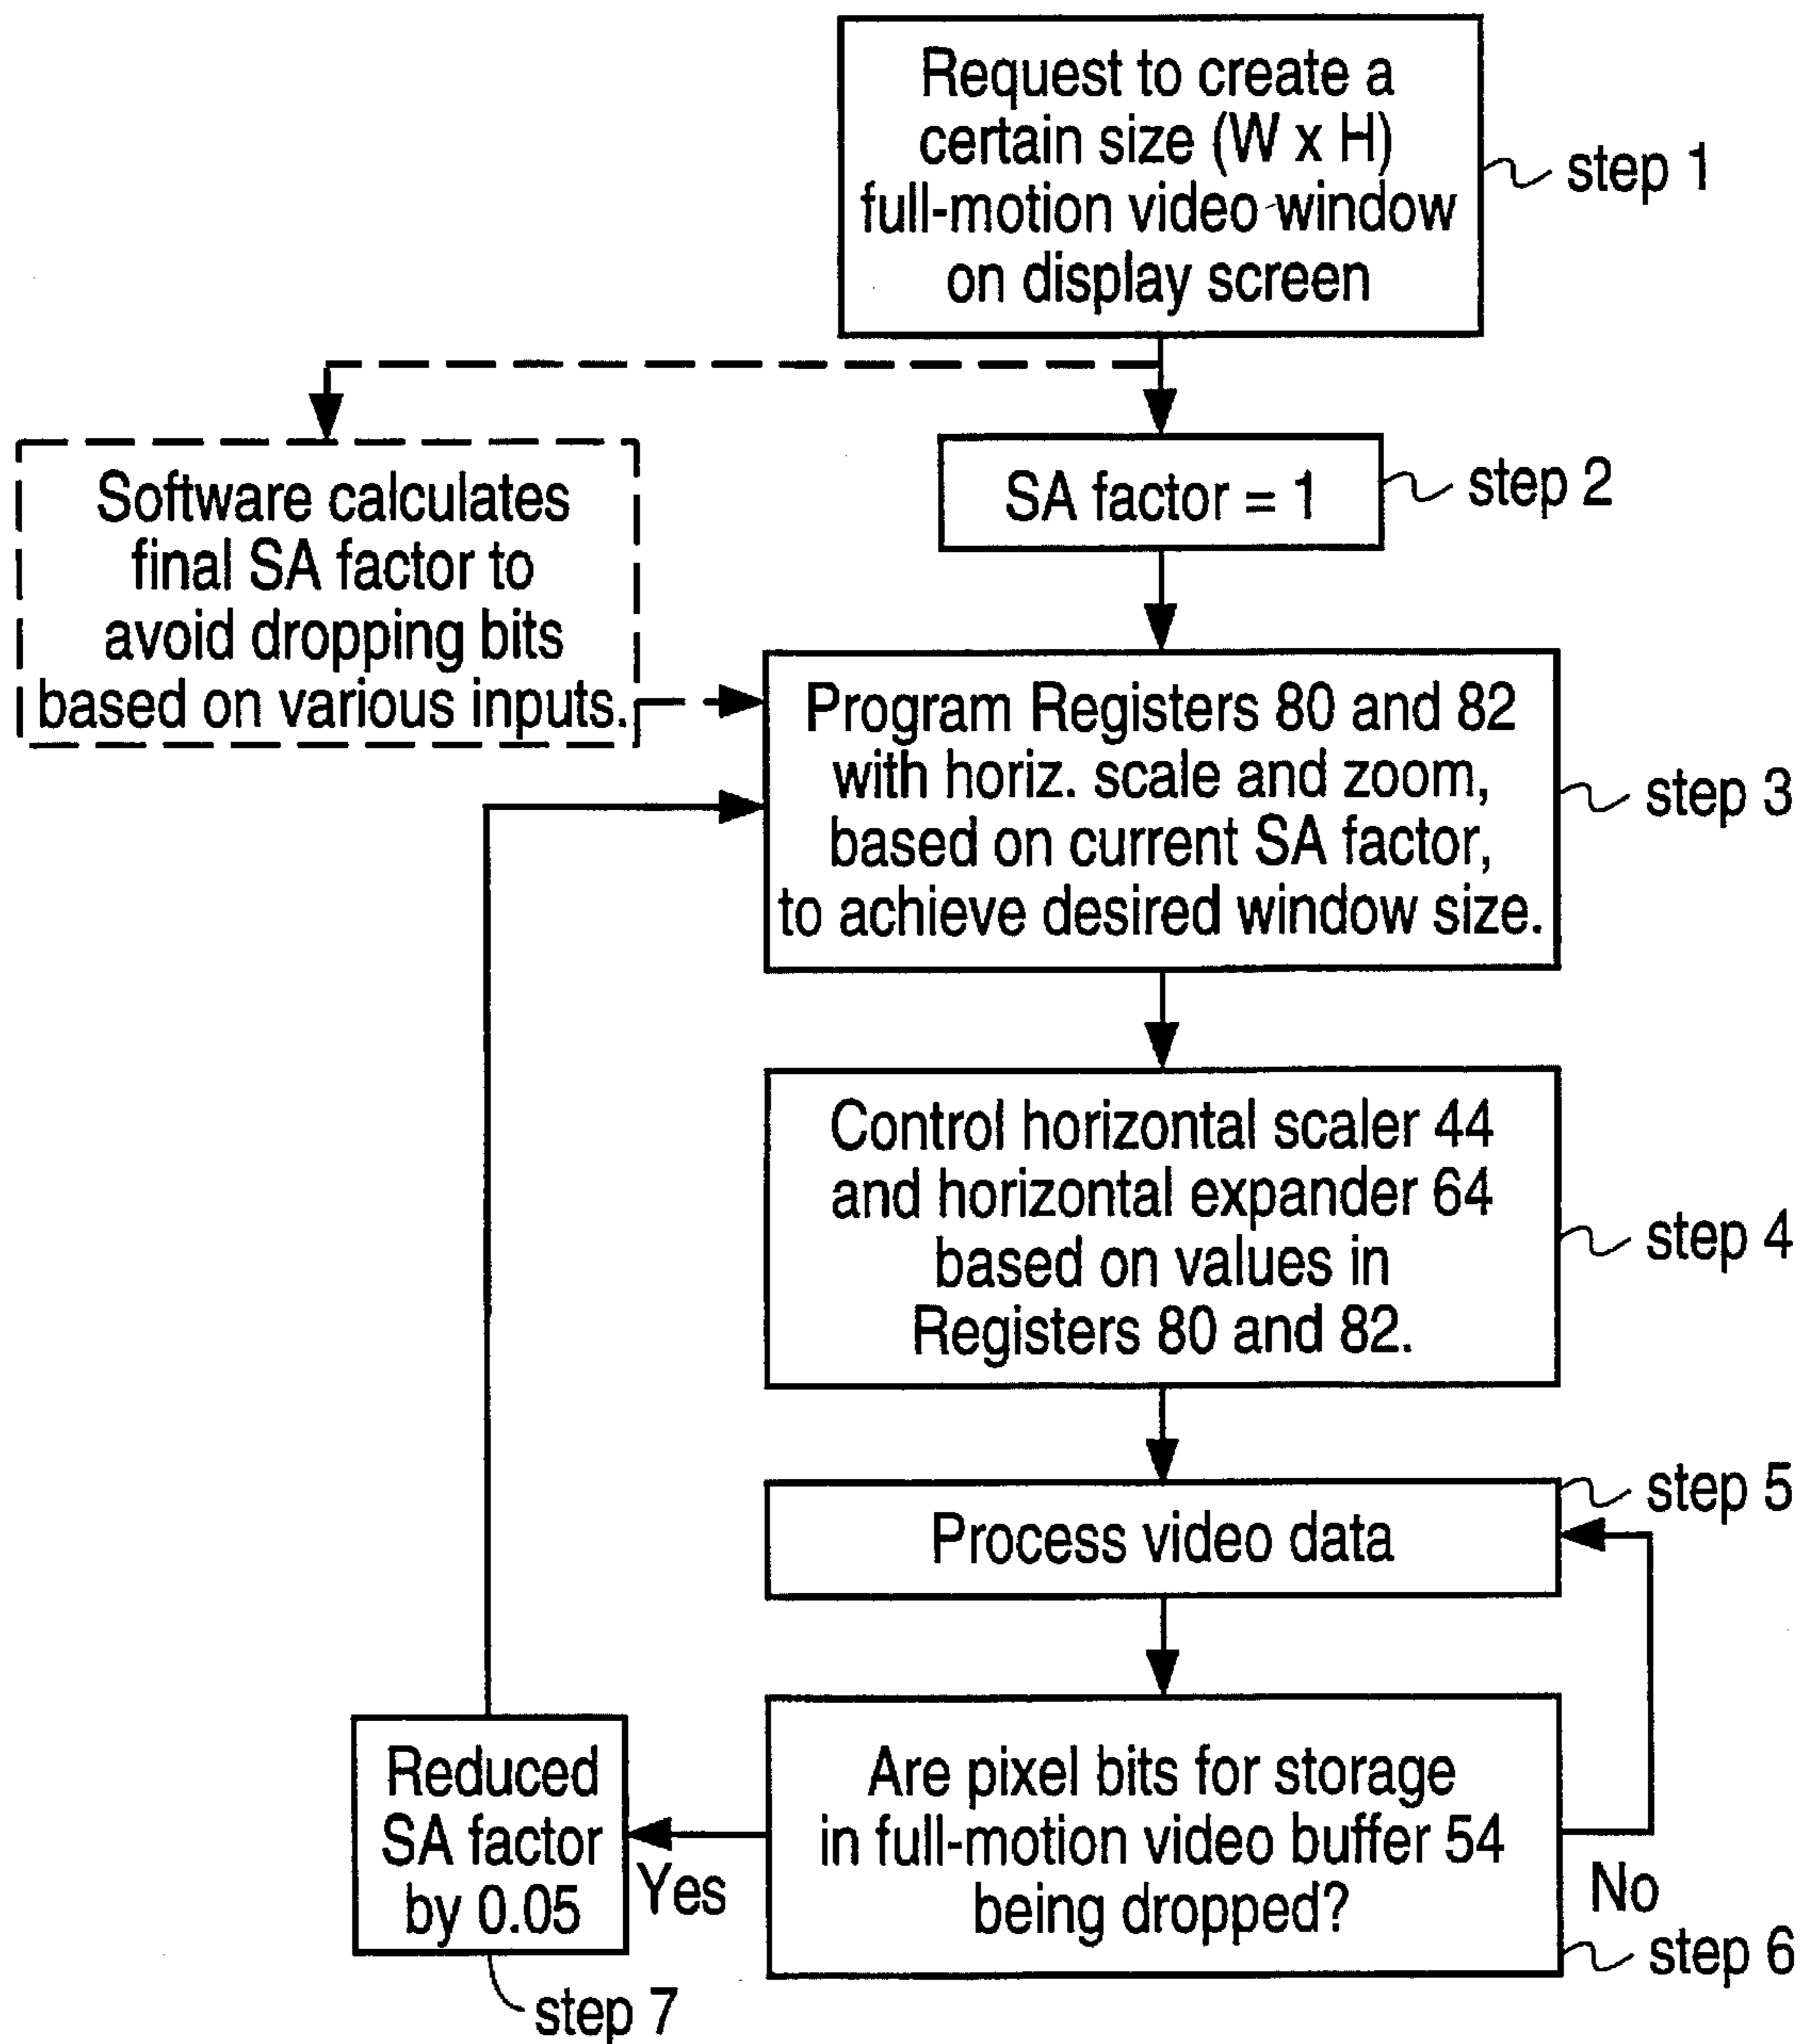 Request to create a
certain size (W x H)
full-motion video window
on display screen
step 1
SA factor = 1
step 2
Software calculates
final SA factor to
avoid dropping bits
based on various inputs.
Program Registers 80 and 82
with horiz. scale and zoom,
based on current SA factor,
to achieve desired window size.
step 3
Control horizontal scaler 44
and horizontal expander 64
based on values in
Registers 80 and 82.
step 4
Process video data
step 5
Are pixel bits for storage
in full-motion video buffer 54
being dropped?
No
step 6
Yes
Reduced
SA factor
by 0.05
step 7